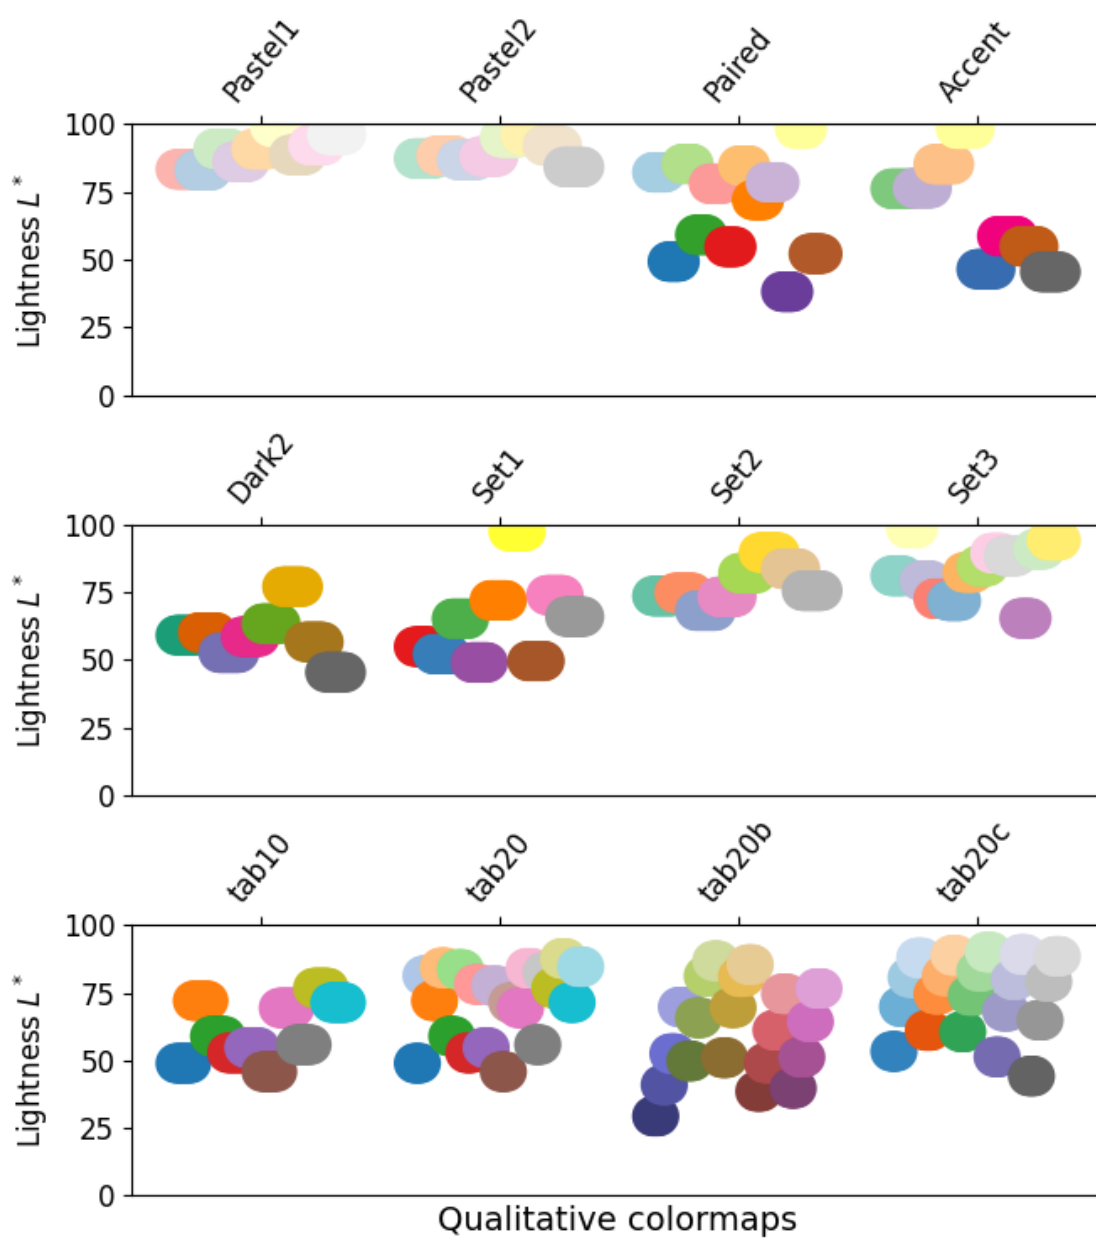 Pastel1 Pastel2 Paired Accent
100
75
50
25
0
Lightness L*
Dark2 Set1 Set2 Set3
100
75
50
25
0
Lightness L*
tab10 tab20 tab20b tab20c
100
75
50
25
0
Lightness L*
Qualitative colormaps